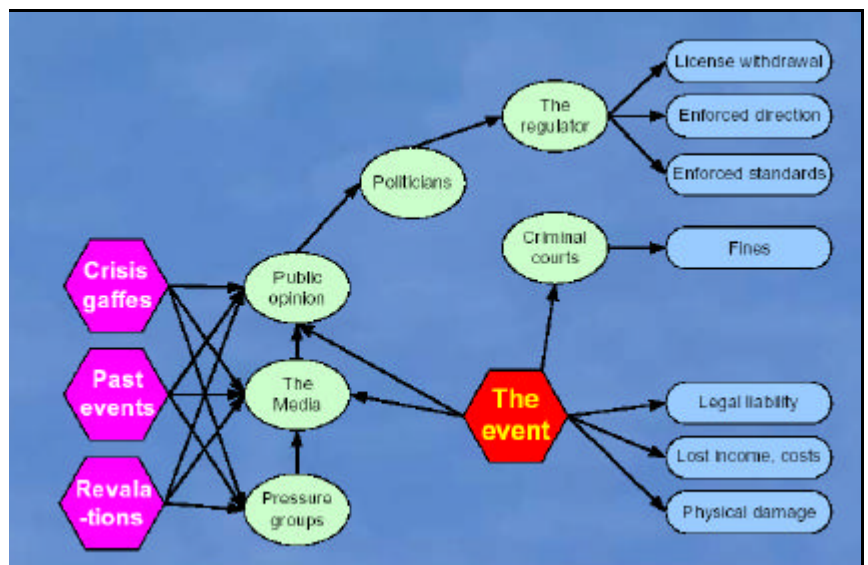 License withdrawal
The
regulator
Enforced direction
Politicians
Enforced standards
Criminal
courts
Fines
Crisis
gaffes
Public
opinion
Past
events
The
Media
The
event
Legal liability
Lost income, costs
Revala
-tions
Pressure
groups
Physical damage